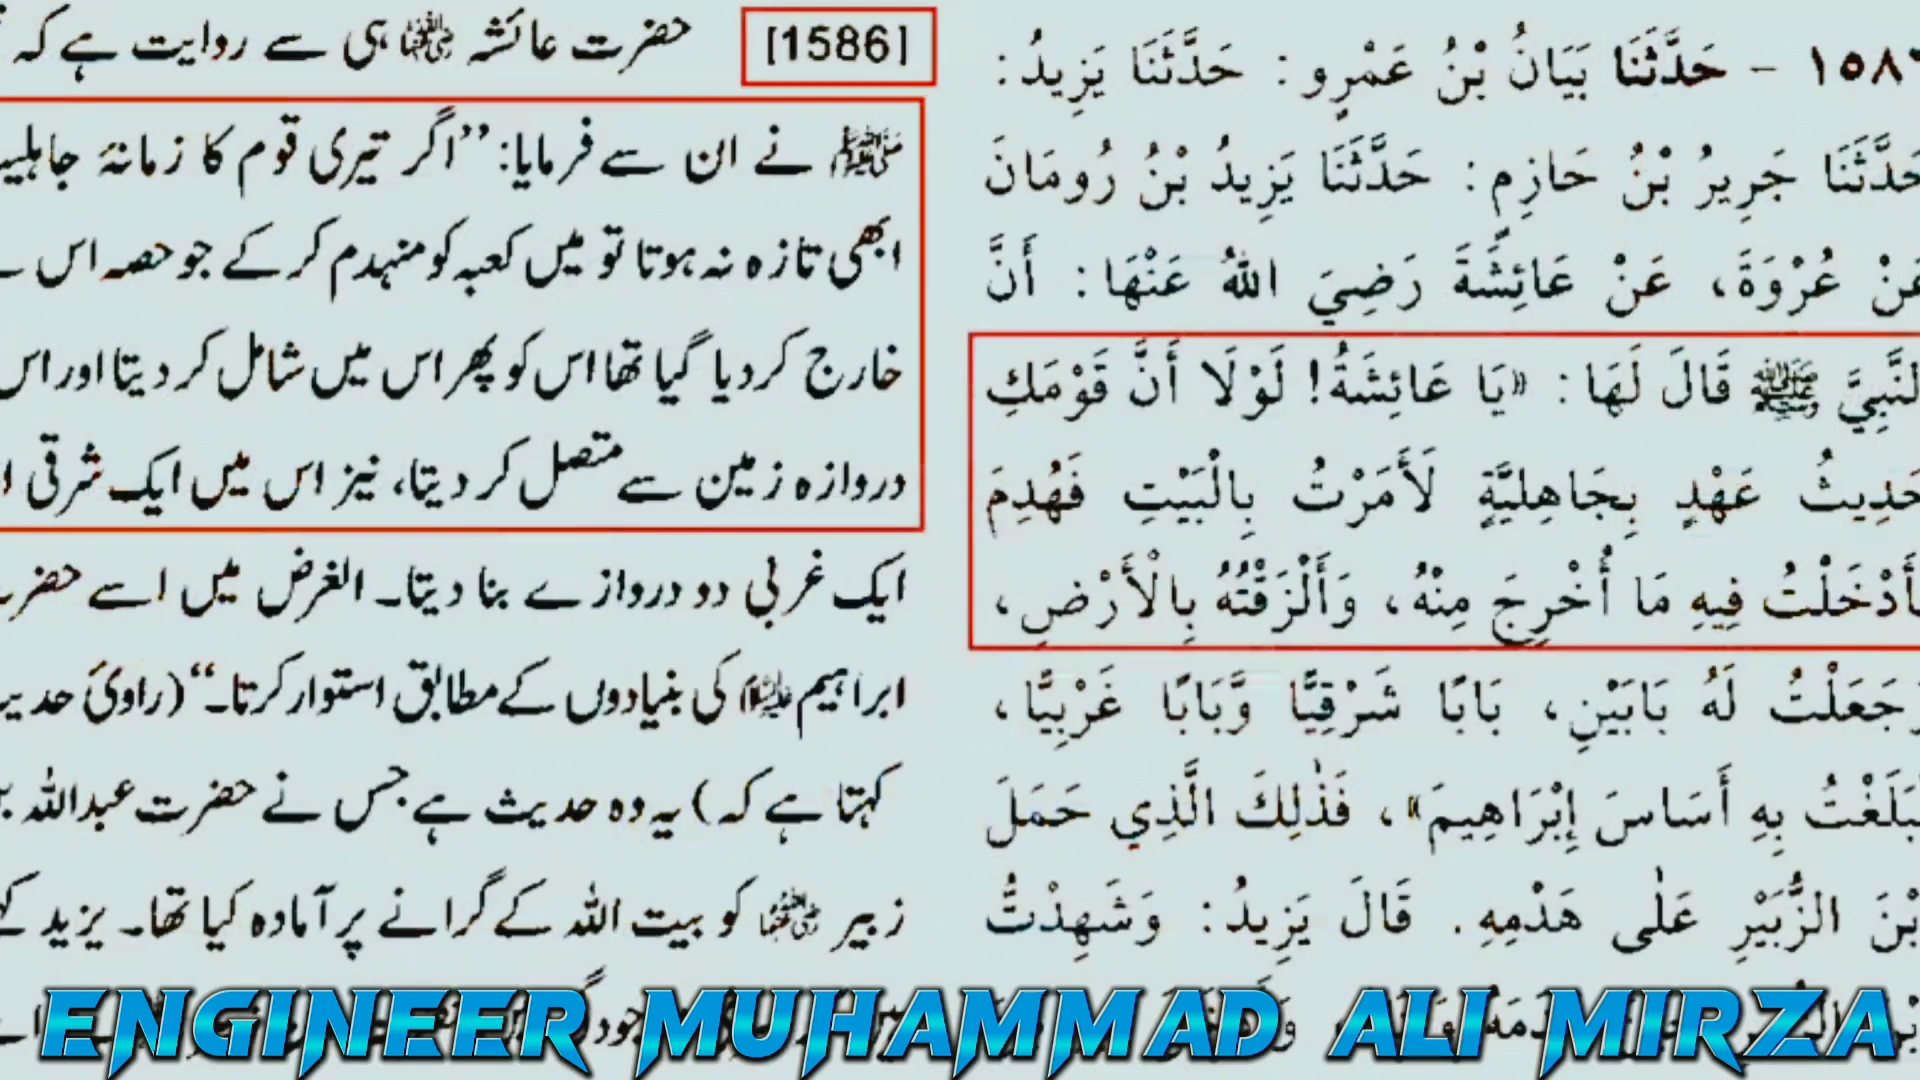 ١٥٨٦ - حَدَّثَنَا بَيَانُ بْنُ عَمْرٍو : حَدَّثَنَا يَزِيدُ :
حَدَّثَنَا جَرِيرُ بْنُ حَازِمٍ : حَدَّثَنَا يَزِيدُ بْنُ رُومَانَ
عَنْ عُرْوَةَ، عَنْ عَائِشَةَ رَضِيَ اللهُ عَنْهَا : أَنَّ
النَّبِيَّ ﷺ قَالَ لَهَا : «يَا عَائِشَةُ! لَوْلَا أَنَّ قَوْمَكِ
حَدِيثُ عَهْدٍ بِجَاهِلِيَّةٍ لَأَمَرْتُ بِالْبَيْتِ فَهُدِمَ
فَأَدْخَلْتُ فِيهِ مَا أُخْرِجَ مِنْهُ، وَأَلْزَقْتُهُ بِالْأَرْضِ،
وَجَعَلْتُ لَهُ بَابَيْنِ، بَابًا شَرْقِيًّا وَّبَابًا غَرْبِيًّا،
فَبَلَغْتُ بِهِ أَسَاسَ إِبْرَاهِيمَ»، فَذٰلِكَ الَّذِي حَمَلَ
ابْنَ الزُّبَيْرِ عَلٰى هَدْمِهِ. قَالَ يَزِيدُ : وَشَهِدْتُّ
[1586] حضرت عائشہ ؓ ہی سے روایت ہے کہ
ﷺ نے ان سے فرمایا: ’’اگر تیری قوم کا زمانۂ جاہلیت
ابھی تازہ نہ ہوتا تو میں کعبہ کو منہدم کر کے جو حصہ اس
خارج کر دیا گیا تھا اس کو پھر اس میں شامل کر دیتا اور اس
دروازہ زمین سے متصل کر دیتا، نیز اس میں ایک شرقی
ایک غربی دو دروازے بنا دیتا۔ الغرض میں اسے حضرت
ابراہیم ؑ کی بنیادوں کے مطابق استوار کرتا۔‘‘ (راویٔ حدیث
کہتا ہے کہ) یہ وہ حدیث ہے جس نے حضرت عبداللہ
زبیر ؓ کو بیت اللہ کے گرانے پر آمادہ کیا تھا۔ یزید
ENGINEER MUHAMMAD ALI MIRZA